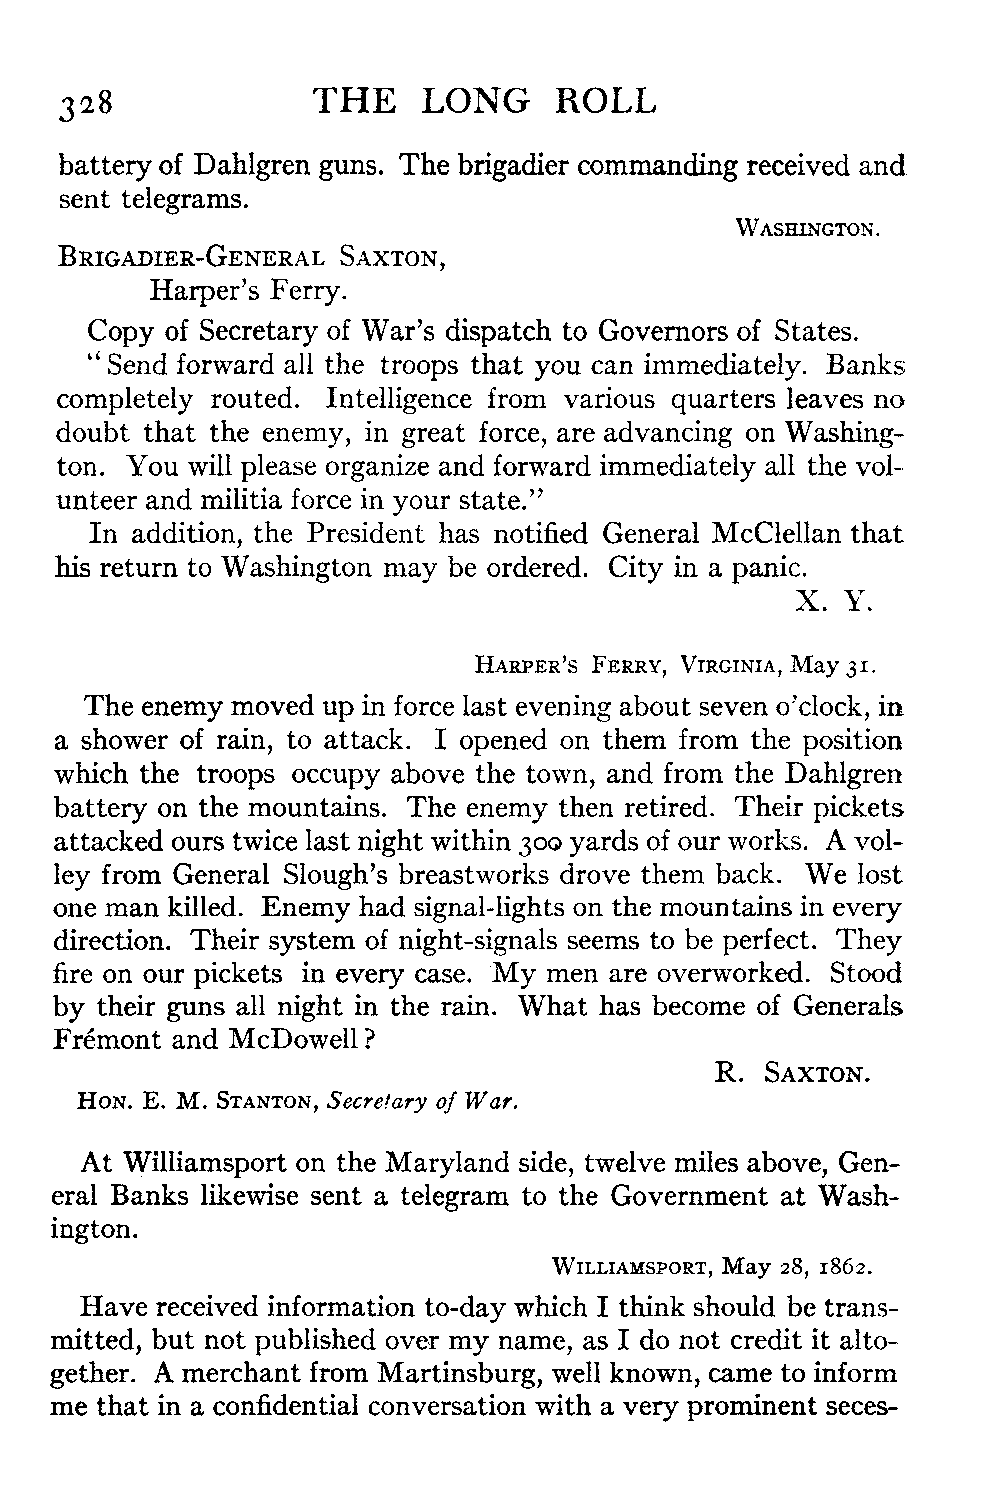 328 THE LONG ROLL
battery of Dahlgren guns. The brigadier commanding received and
sent telegrams.
WASHINGTON.
BRIGADIER-GENERAL SAXTON,
Harper's Ferry.
Copy of Secretary of War's dispatch to Governors of States.
"Send forward all the troops that you can immediately. Banks
completely routed. Intelligence from various quarters leaves no
doubt that the enemy, in great force, are advancing on Washing-
ton. You will please organize and forward immediately all the vol-
unteer and militia force in your state."
In addition, the President has notified General McClellan that
his return to Washington may be ordered. City in a panic.
X. Y.
HARPER'S FERRY, VIRGINIA, May 31.
The enemy moved up in force last evening about seven o'clock, in
a shower of rain, to attack. I opened on them from the position
which the troops occupy above the town, and from the Dahlgren
battery on the mountains. The enemy then retired. Their pickets
attacked ours twice last night within 300 yards of our works. A vol-
ley from General Slough's breastworks drove them back. We lost
one man killed. Enemy had signal-lights on the mountains in every
direction. Their system of night-signals seems to be perfect. They
fire on our pickets in every case. My men are overworked. Stood
by their guns all night in the rain. What has become of Generals
Frémont and McDowell?
R. SAXTON.
HON. E. M. STANTON, Secretary of War.
At Williamsport on the Maryland side, twelve miles above, Gen-
eral Banks likewise sent a telegram to the Government at Wash-
ington.
WILLIAMSPORT, May 28, 1862.
Have received information to-day which I think should be trans-
mitted, but not published over my name, as I do not credit it alto-
gether. A merchant from Martinsburg, well known, came to inform
me that in a confidential conversation with a very prominent seces-